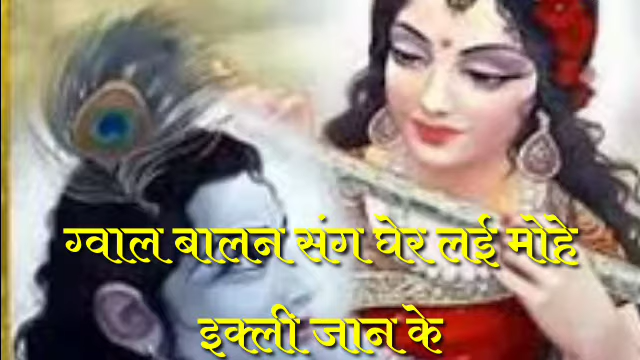 ग्वाल बालन संग घेर लई मोहे
इक्ली जान के